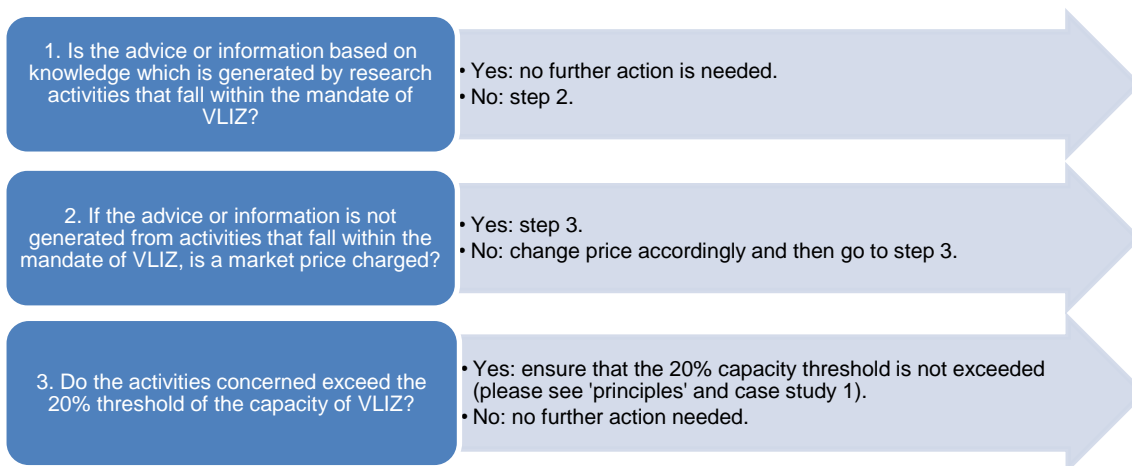 1. Is the advice or information based on
knowledge which is generated by research
activities that fall within the mandate of
VLIZ?
• Yes: no further action is needed.
• No: step 2.
2. If the advice or information is not
generated from activities that fall within the
mandate of VLIZ, is a market price charged?
• Yes: step 3.
• No: change price accordingly and then go to step 3.
3. Do the activities concerned exceed the
20% threshold of the capacity of VLIZ?
• Yes: ensure that the 20% capacity threshold is not exceeded
(please see 'principles' and case study 1).
• No: no further action needed.